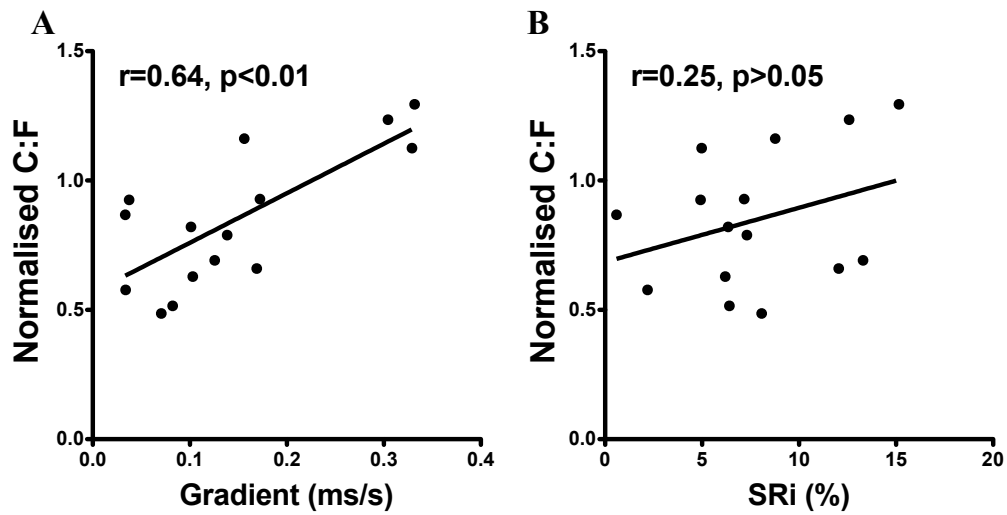 A
r=0.64, p<0.01
Normalised C:F
1.5
1.0
0.5
0.0
0.0 0.1 0.2 0.3 0.4
Gradient (ms/s)
B
r=0.25, p>0.05
Normalised C:F
1.5
1.0
0.5
0.0
0 5 10 15 20
SRi (%)